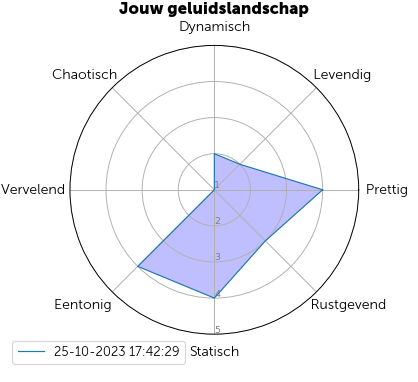 Jouw geluidslandschap
Dynamisch
Chaotisch
Levendig
Vervelend
Prettig
1
2
3
4
5
Eentonig
Rustgevend
25-10-2023 17:42:29
Statisch